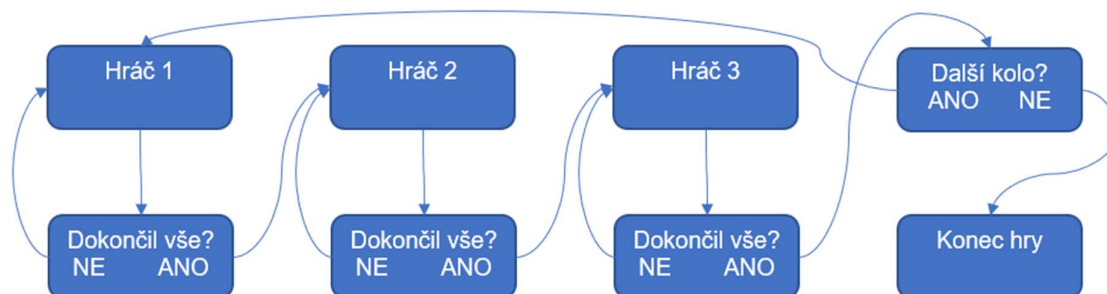 Hráč 1
Hráč 2
Hráč 3
Další kolo?
ANO NE
Dokončil vše?
NE ANO
Dokončil vše?
NE ANO
Dokončil vše?
NE ANO
Konec hry